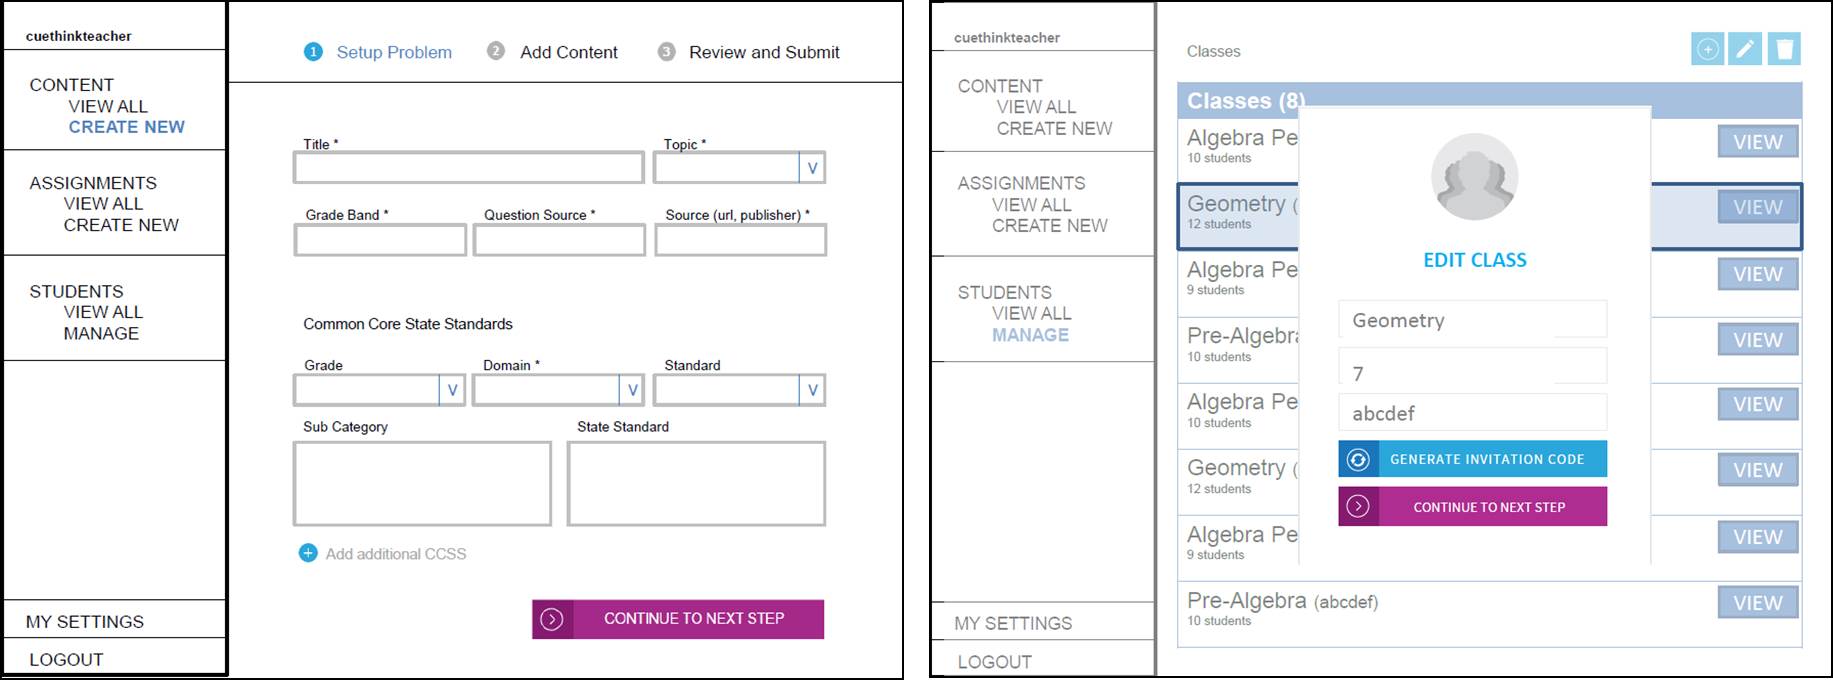 cuethinkteacher
CONTENT
VIEW ALL
CREATE NEW
ASSIGNMENTS
VIEW ALL
CREATE NEW
STUDENTS
VIEW ALL
MANAGE
MY SETTINGS
LOGOUT
1 Setup Problem 2 Add Content 3 Review and Submit
Title * Topic *
V
Grade Band * Question Source * Source (url, publisher) *
Common Core State Standards
Grade Domain * Standard
V V V
Sub Category State Standard
+ Add additional CCSS
CONTINUE TO NEXT STEP
cuethinkteacher
CONTENT
VIEW ALL
CREATE NEW
ASSIGNMENTS
VIEW ALL
CREATE NEW
STUDENTS
VIEW ALL
MANAGE
MY SETTINGS
LOGOUT
Classes
Classes (8)
Algebra Pe VIEW
10 students
Geometry ( VIEW
12 students
Algebra Pe VIEW
9 students
Pre-Algebra VIEW
10 students
Algebra Pe VIEW
10 students
Geometry ( VIEW
12 students
Algebra Pe VIEW
9 students
Pre-Algebra (abcdef) VIEW
10 students
EDIT CLASS
Geometry
7
abcdef
GENERATE INVITATION CODE
CONTINUE TO NEXT STEP